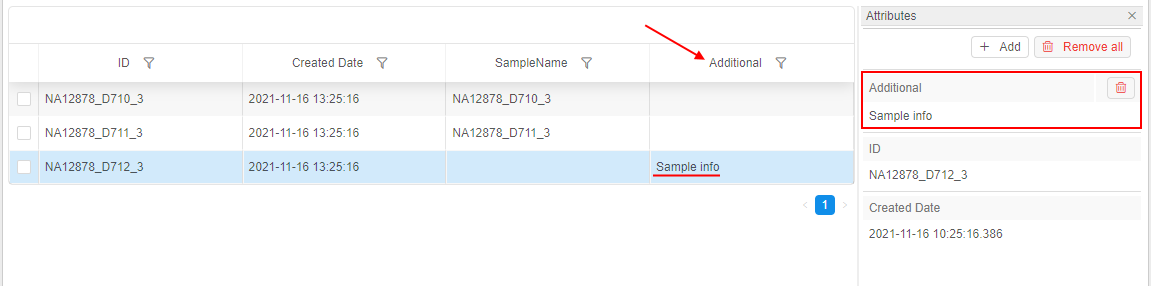 Attributes
+ Add Remove all
ID Created Date SampleName Additional
NA12878_D710_3 2021-11-16 13:25:16 NA12878_D710_3
NA12878_D711_3 2021-11-16 13:25:16 NA12878_D711_3
NA12878_D712_3 2021-11-16 13:25:16 Sample info
< 1 >
Additional
Sample info
ID
NA12878_D712_3
Created Date
2021-11-16 10:25:16.386